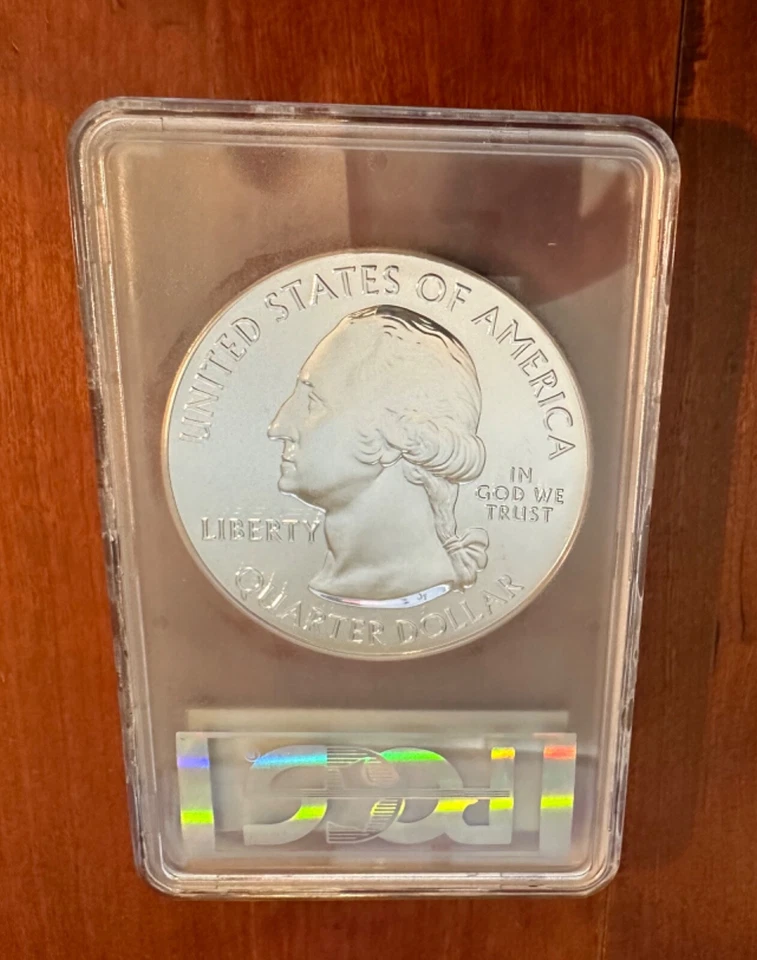 UNITED STATES OF AMERICA
LIBERTY
IN
GOD WE
TRUST
QUARTER DOLLAR
PCGS